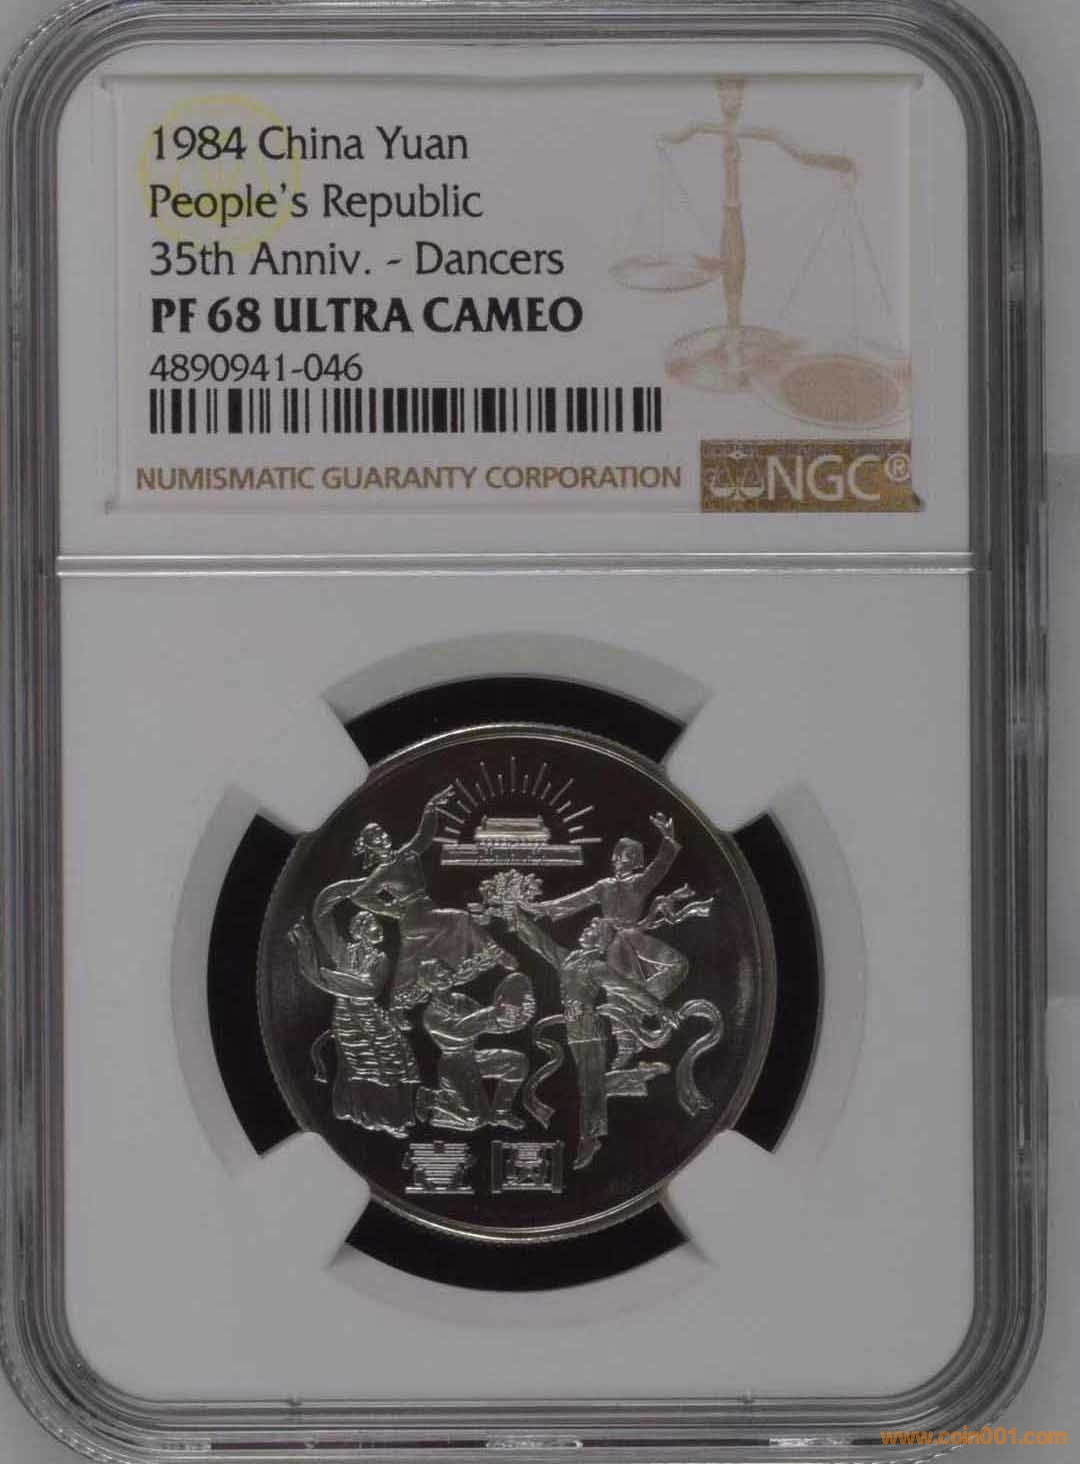 1984 China Yuan
People's Republic
35th Anniv. - Dancers
PF 68 ULTRA CAMEO
4890941-046
NUMISMATIC GUARANTY CORPORATION
NGC®
壹圆
www.coin001.com